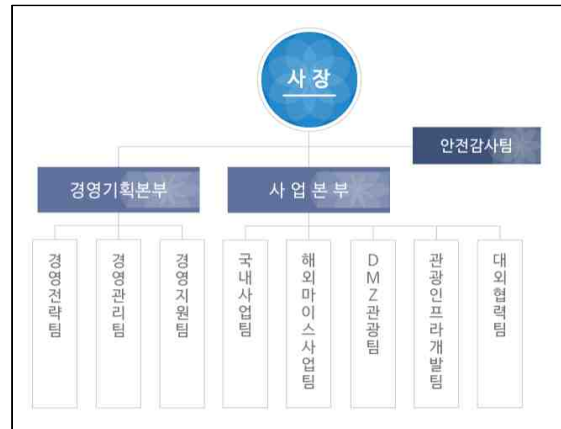 사 장
안전감사팀
경영기획본부
사 업 본 부
경영전략팀
경영관리팀
경영지원팀
국내사업팀
해외마이스사업팀
DMZ관광팀
관광인프라개발팀
대외협력팀